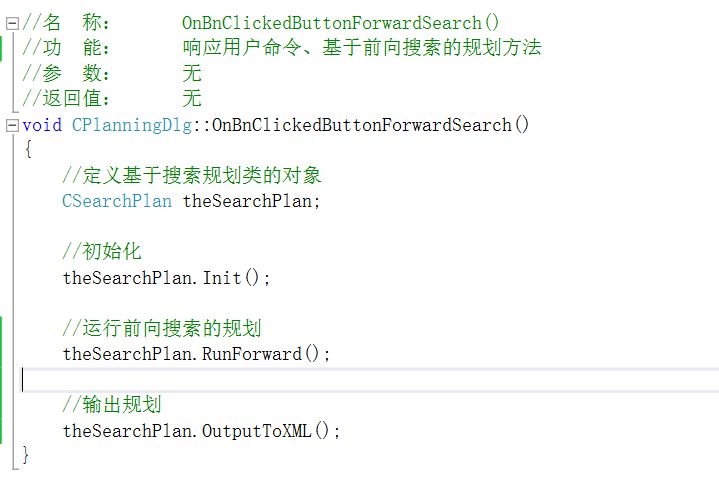 //名  称：      OnBnClickedButtonForwardSearch()
//功  能：      响应用户命令、基于前向搜索的规划方法
//参  数：      无
//返回值：      无
void CPlanningDlg::OnBnClickedButtonForwardSearch()
{
    //定义基于搜索规划类的对象
    CSearchPlan theSearchPlan;

    //初始化
    theSearchPlan.Init();

    //运行前向搜索的规划
    theSearchPlan.RunForward();

    //输出规划
    theSearchPlan.OutputToXML();
}